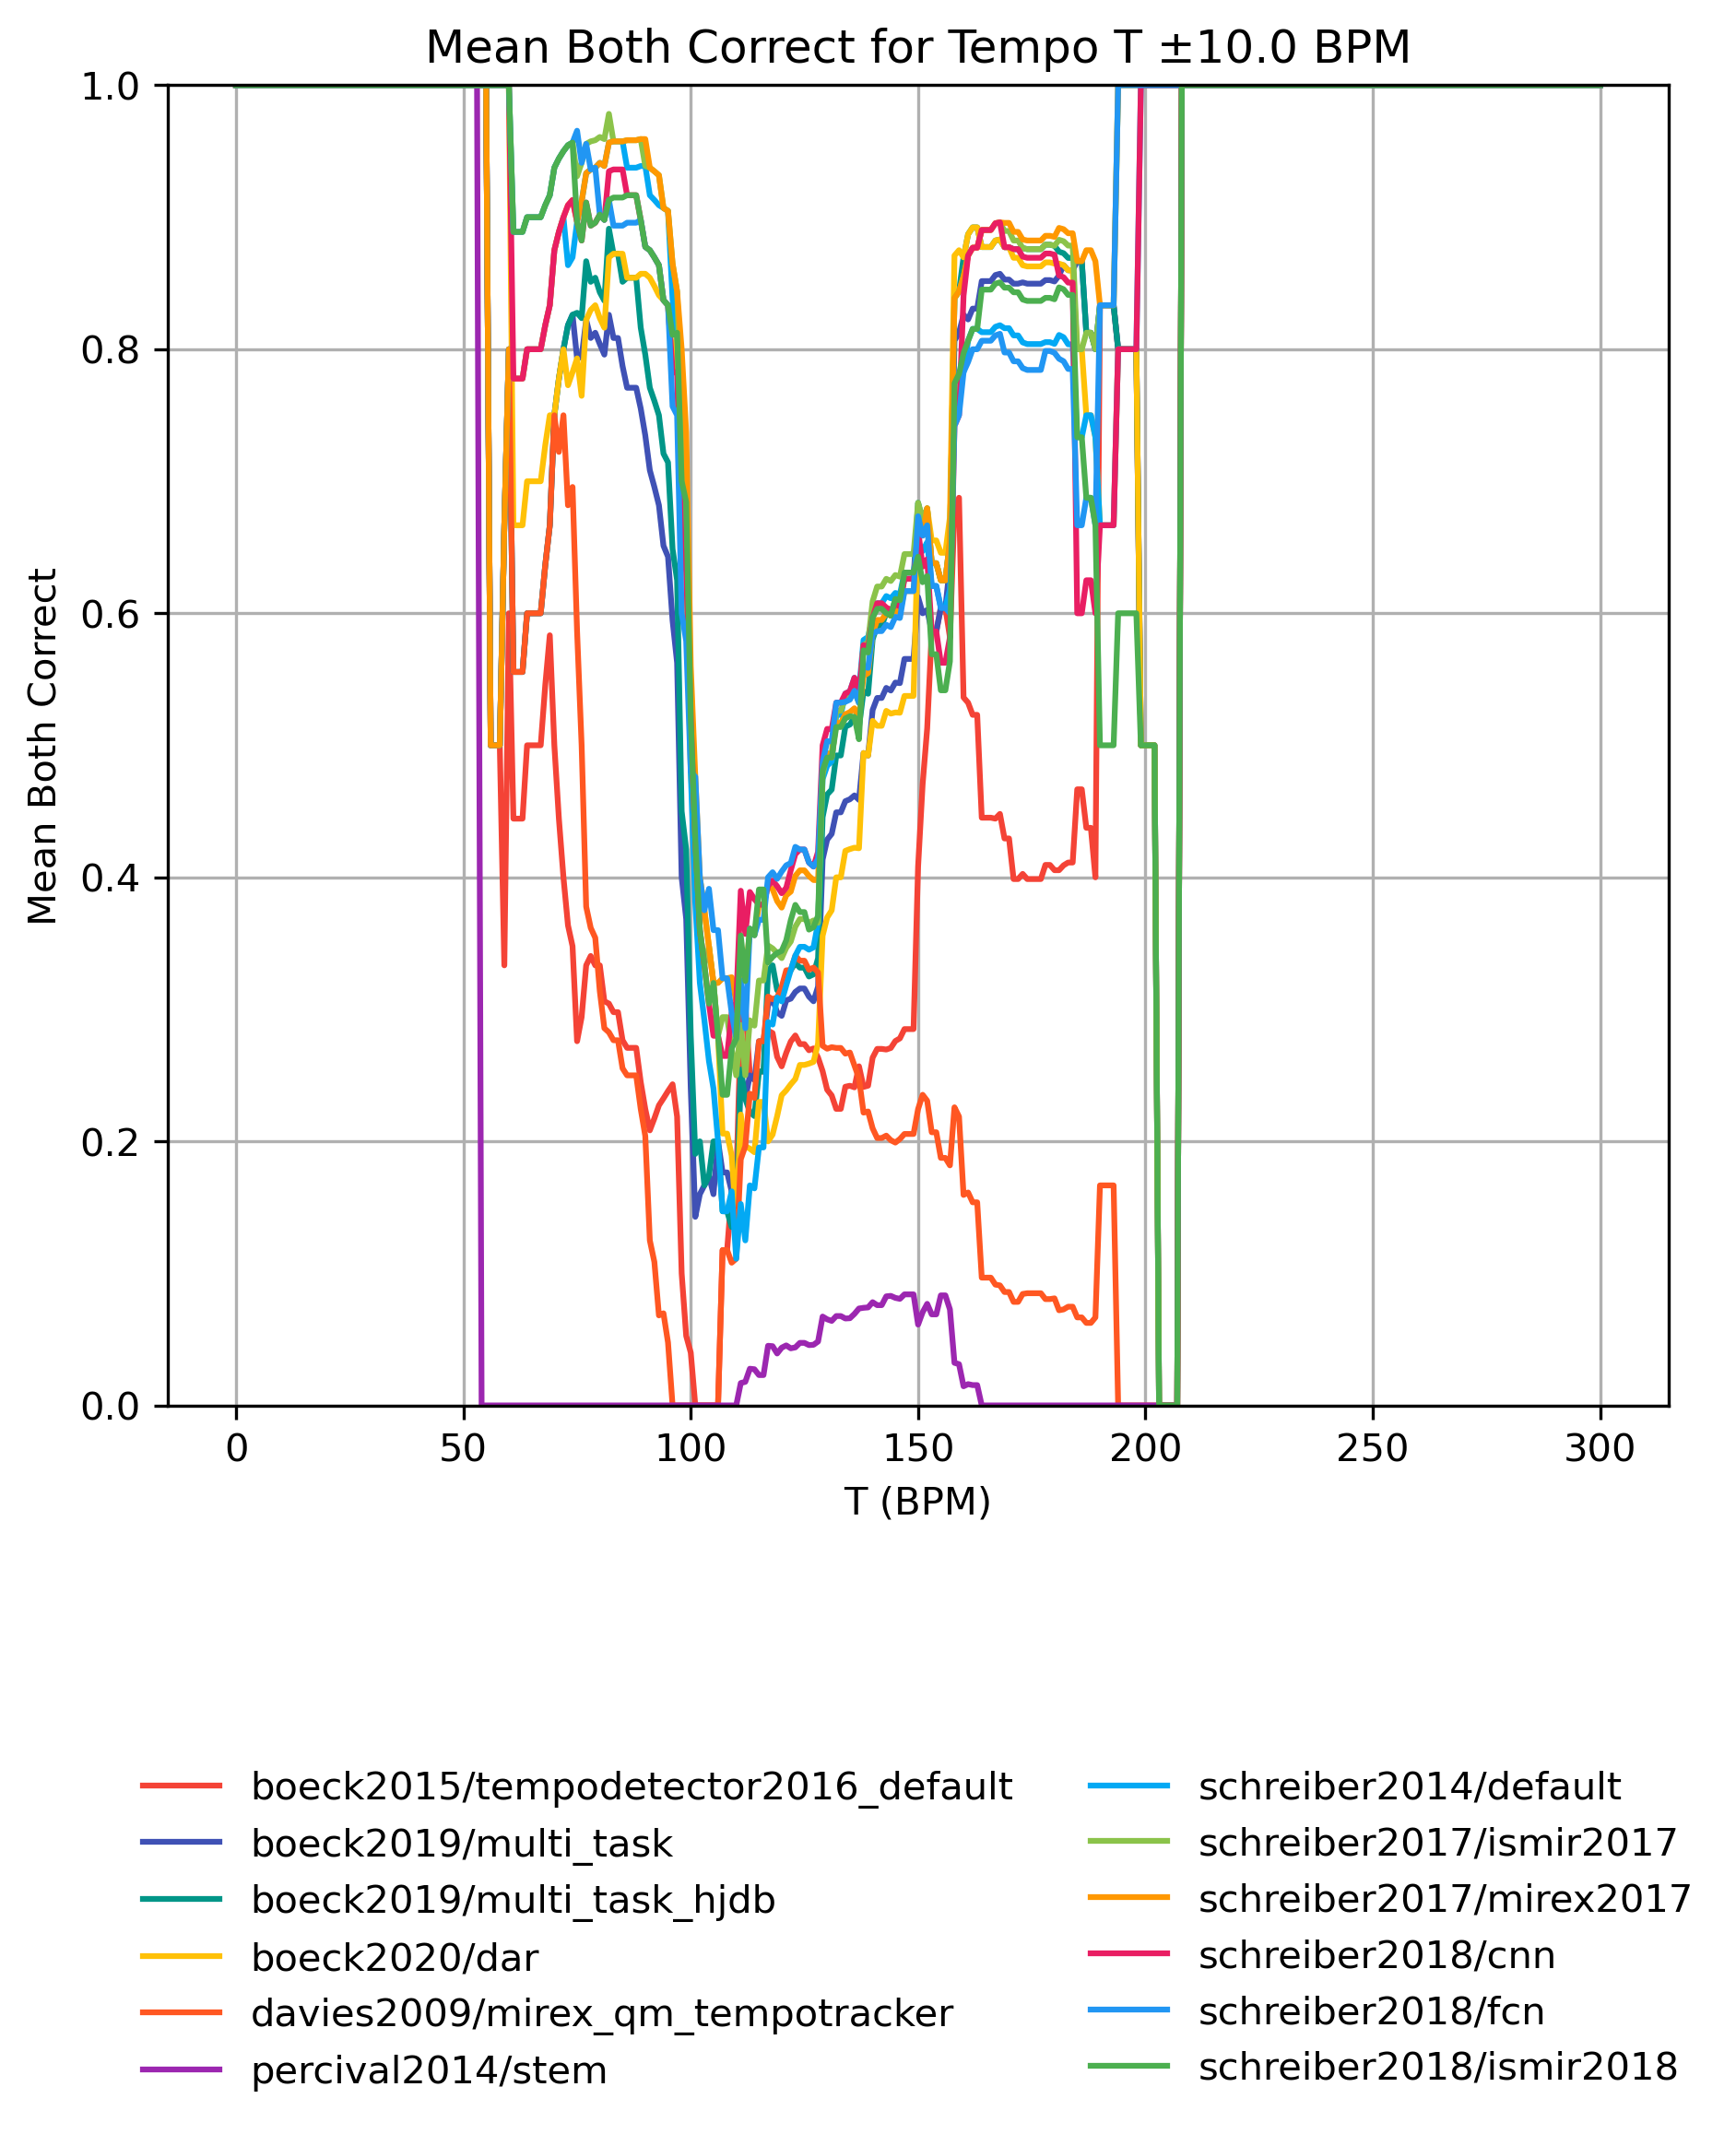 Mean Both Correct for Tempo T ±10.0 BPM
1.0
0.8
0.6
0.4
0.2
0.0
Mean Both Correct
0 50 100 150 200 250 300
T (BPM)
boeck2015/tempodetector2016_default
boeck2019/multi_task
boeck2019/multi_task_hjdb
boeck2020/dar
davies2009/mirex_qm_tempotracker
percival2014/stem
schreiber2014/default
schreiber2017/ismir2017
schreiber2017/mirex2017
schreiber2018/cnn
schreiber2018/fcn
schreiber2018/ismir2018